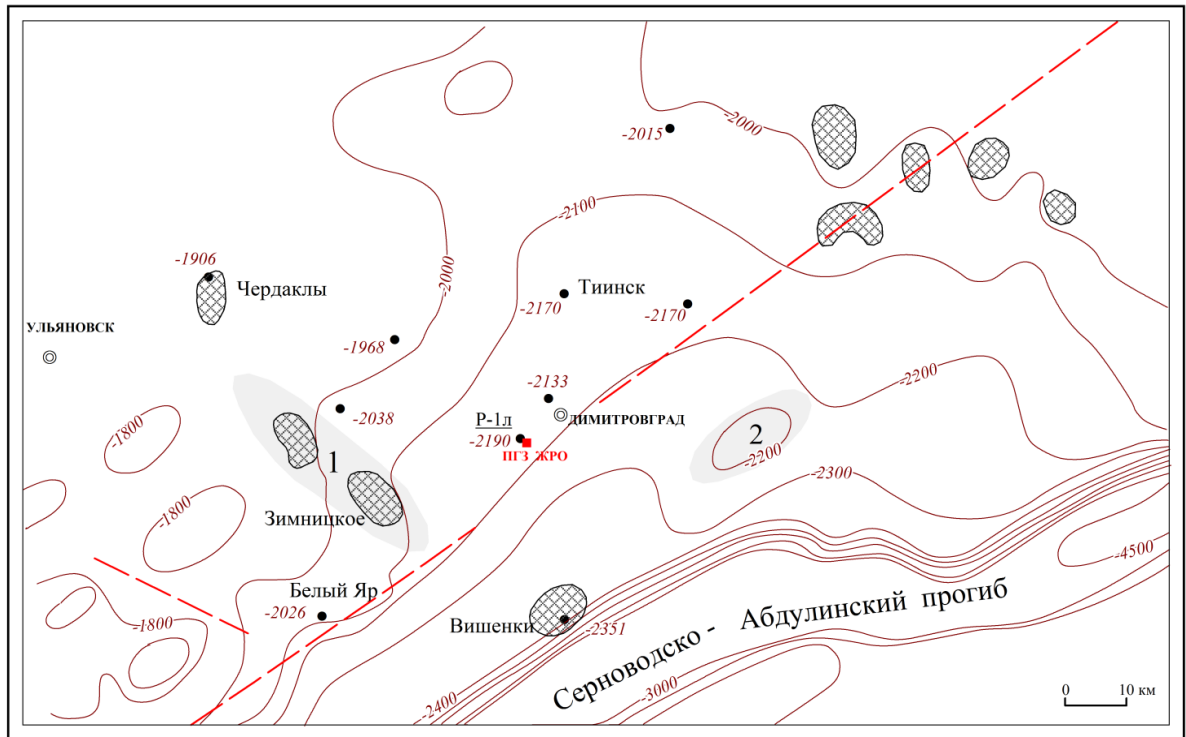 -2000
-2015
-2100
-1906
Чердаклы
-2000
Тиинск
-2170
-2170
УЛЬЯНОВСК
-1968
-2200
-2133
-2038
ДИМИТРОВГРАД
Р-1л
-2190
ПГЗ ЖРО
-1800
1
2
-2200
-2300
-1800
Зимницкое
-4500
Белый Яр
-2026
Вишенки
-2351
-1800
Серноводско - Абдулинский прогиб
-2400
-3000
0 10 км